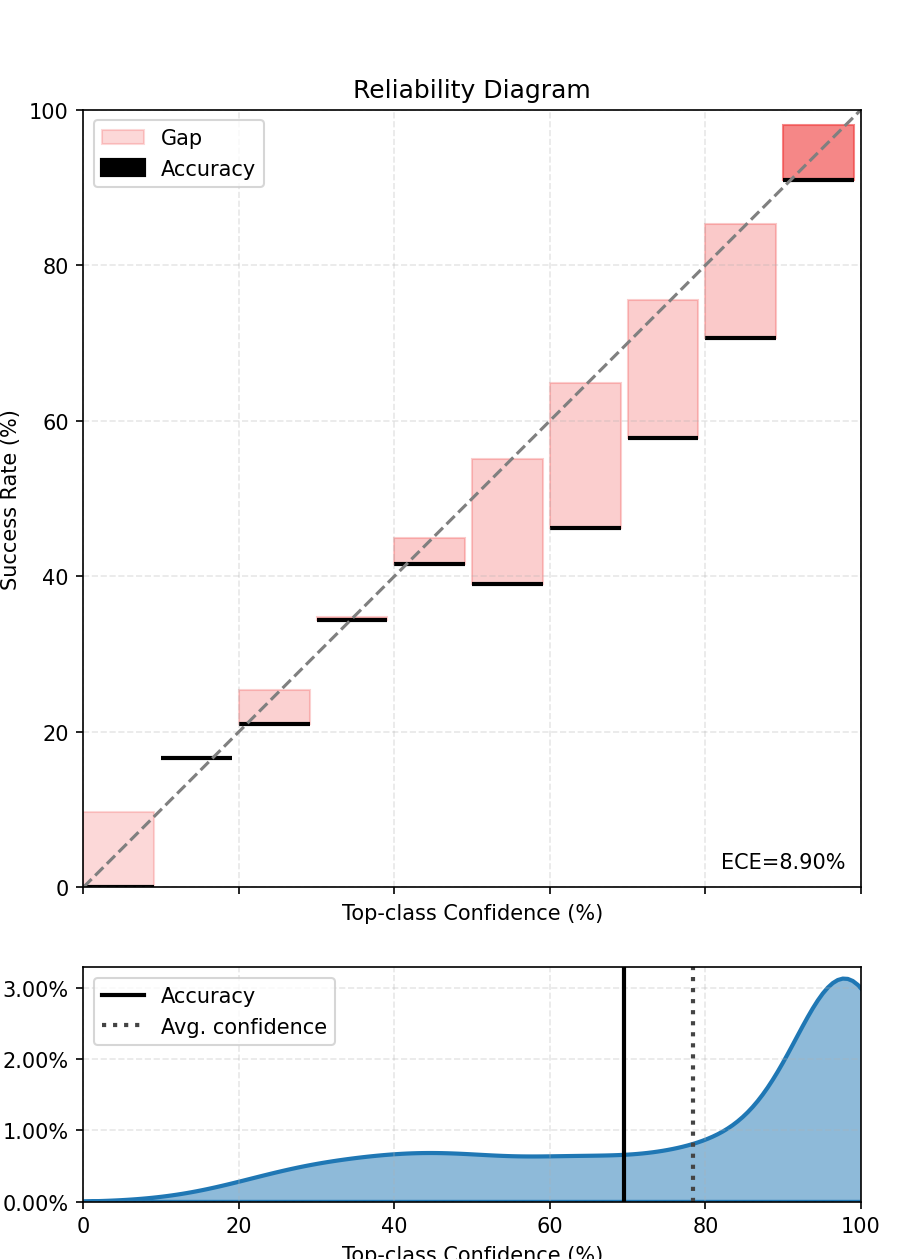 Reliability Diagram
100
80
60
40
20
0
Success Rate (%)
Gap
Accuracy
ECE=8.90%
Top-class Confidence (%)
3.00%
2.00%
1.00%
0.00%
Accuracy
Avg. confidence
0 20 40 60 80 100
Top-class Confidence (%)